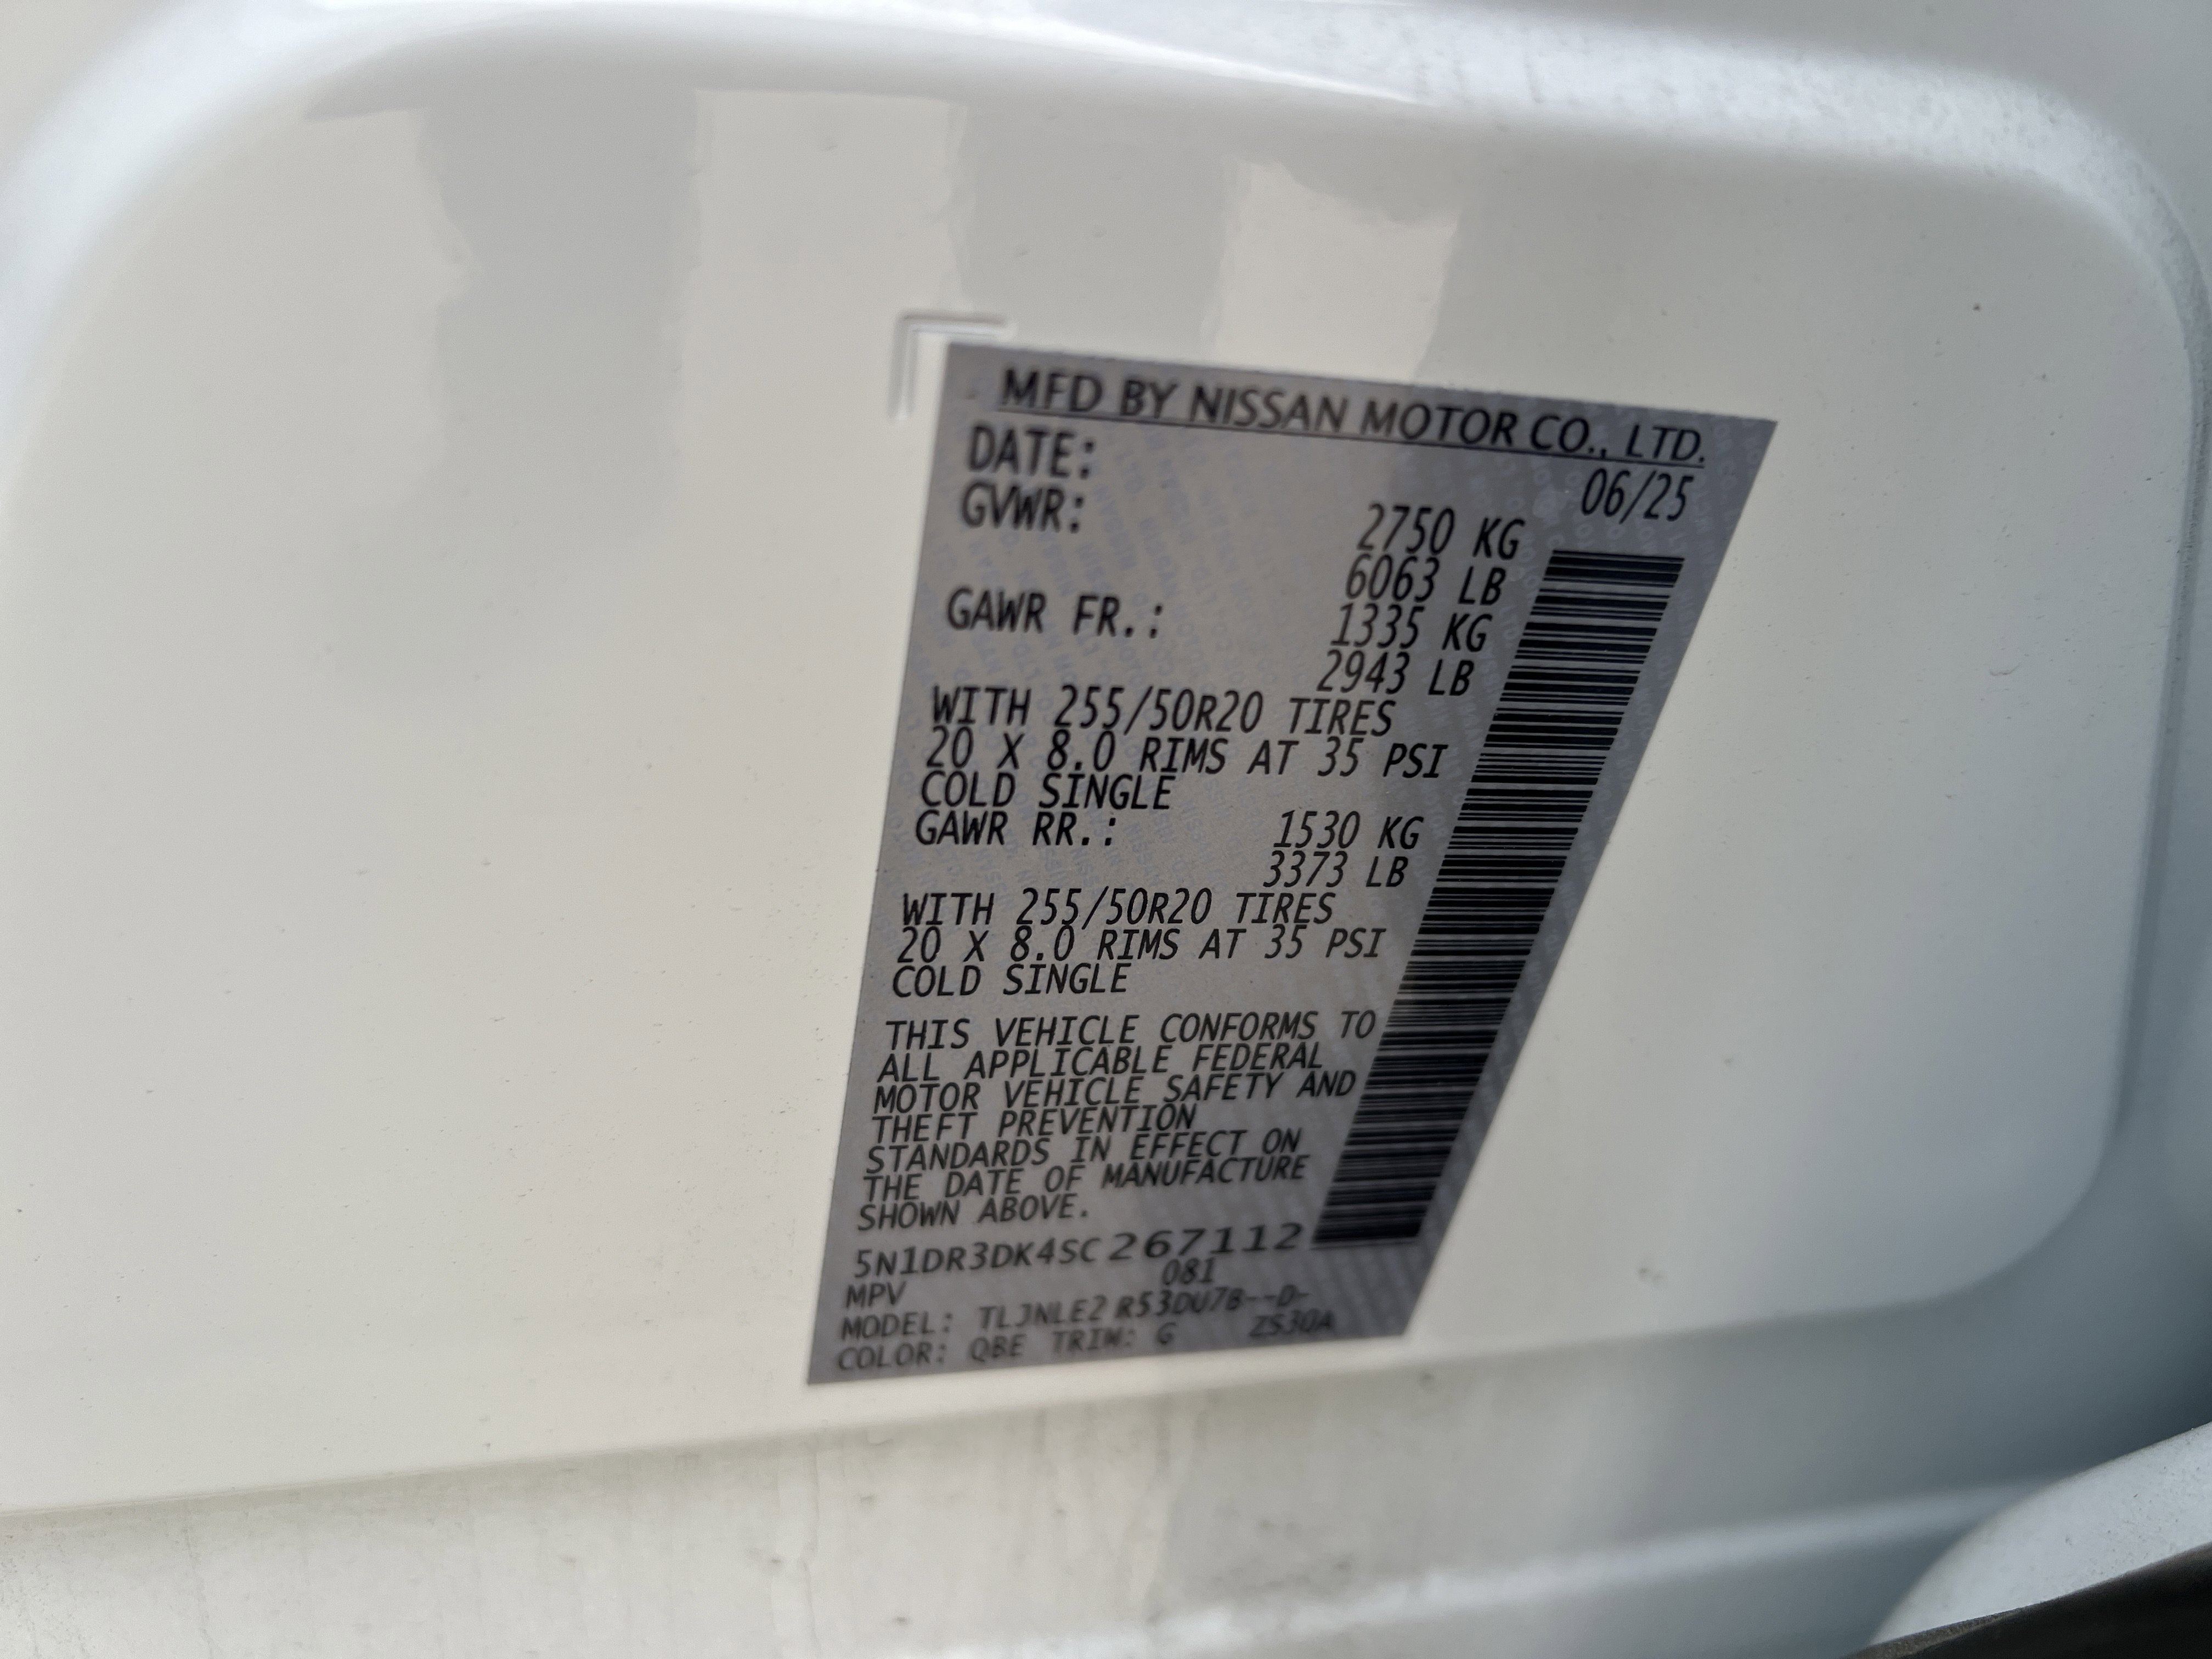 MFD BY NISSAN MOTOR CO., LTD.
DATE: 06/25
GVWR: 2750 KG
6063 LB
GAWR FR.: 1335 KG
2943 LB
WITH 255/50R20 TIRES
20 X 8.0 RIMS AT 35 PSI
COLD SINGLE
GAWR RR.: 1530 KG
3373 LB
WITH 255/50R20 TIRES
20 X 8.0 RIMS AT 35 PSI
COLD SINGLE
THIS VEHICLE CONFORMS TO
ALL APPLICABLE FEDERAL
MOTOR VEHICLE SAFETY AND
THEFT PREVENTION
STANDARDS IN EFFECT ON
THE DATE OF MANUFACTURE
SHOWN ABOVE.
5N1DR3DK4SC267112
MPV 081
MODEL: TLJNLE2 R53DU7B--D-
COLOR: QBE TRIM: G ZS30A